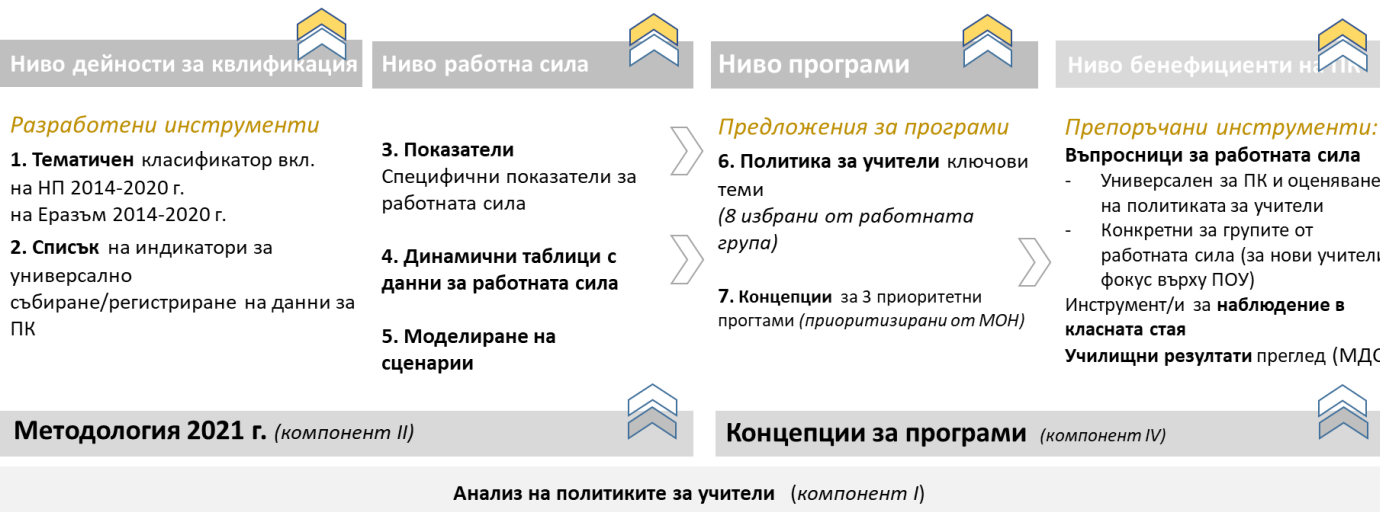 Ниво дейности за квлификация
Разработени инструменти
1. Тематичен класификатор вкл.
на НП 2014-2020 г.
на Еразъм 2014-2020 г.
2. Списък на индикатори за
универсално
събиране/регистриране на данни за
ПК
Ниво работна сила
3. Показатели
Специфични показатели за
работната сила
4. Динамични таблици с
данни за работната сила
5. Моделиране на
сценарии
Ниво програми
Предложения за програми
6. Политика за учители ключови
теми
(8 избрани от работната
група)
7. Концепции за 3 приоритетни
прогтами (приоритизирани от МОН)
Ниво бенефициенти на ПК
Препоръчани инструменти:
Въпросници за работната сила
- Универсален за ПК и оценяване
на политиката за учители
- Конкретни за групите от
работната сила (за нови учители
фокус върху ПОУ)
Инструмент/и за наблюдение в
класната стая
Училищни резултати преглед (МДС
Методология 2021 г. (компонент II)
Концепции за програми (компонент IV)
Анализ на политиките за учители (компонент I)